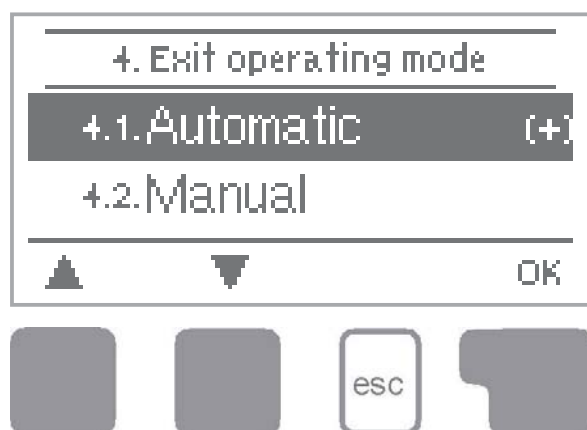 4. Exit operating mode
4.1. Automatic (+)
4.2. Manual
OK
esc